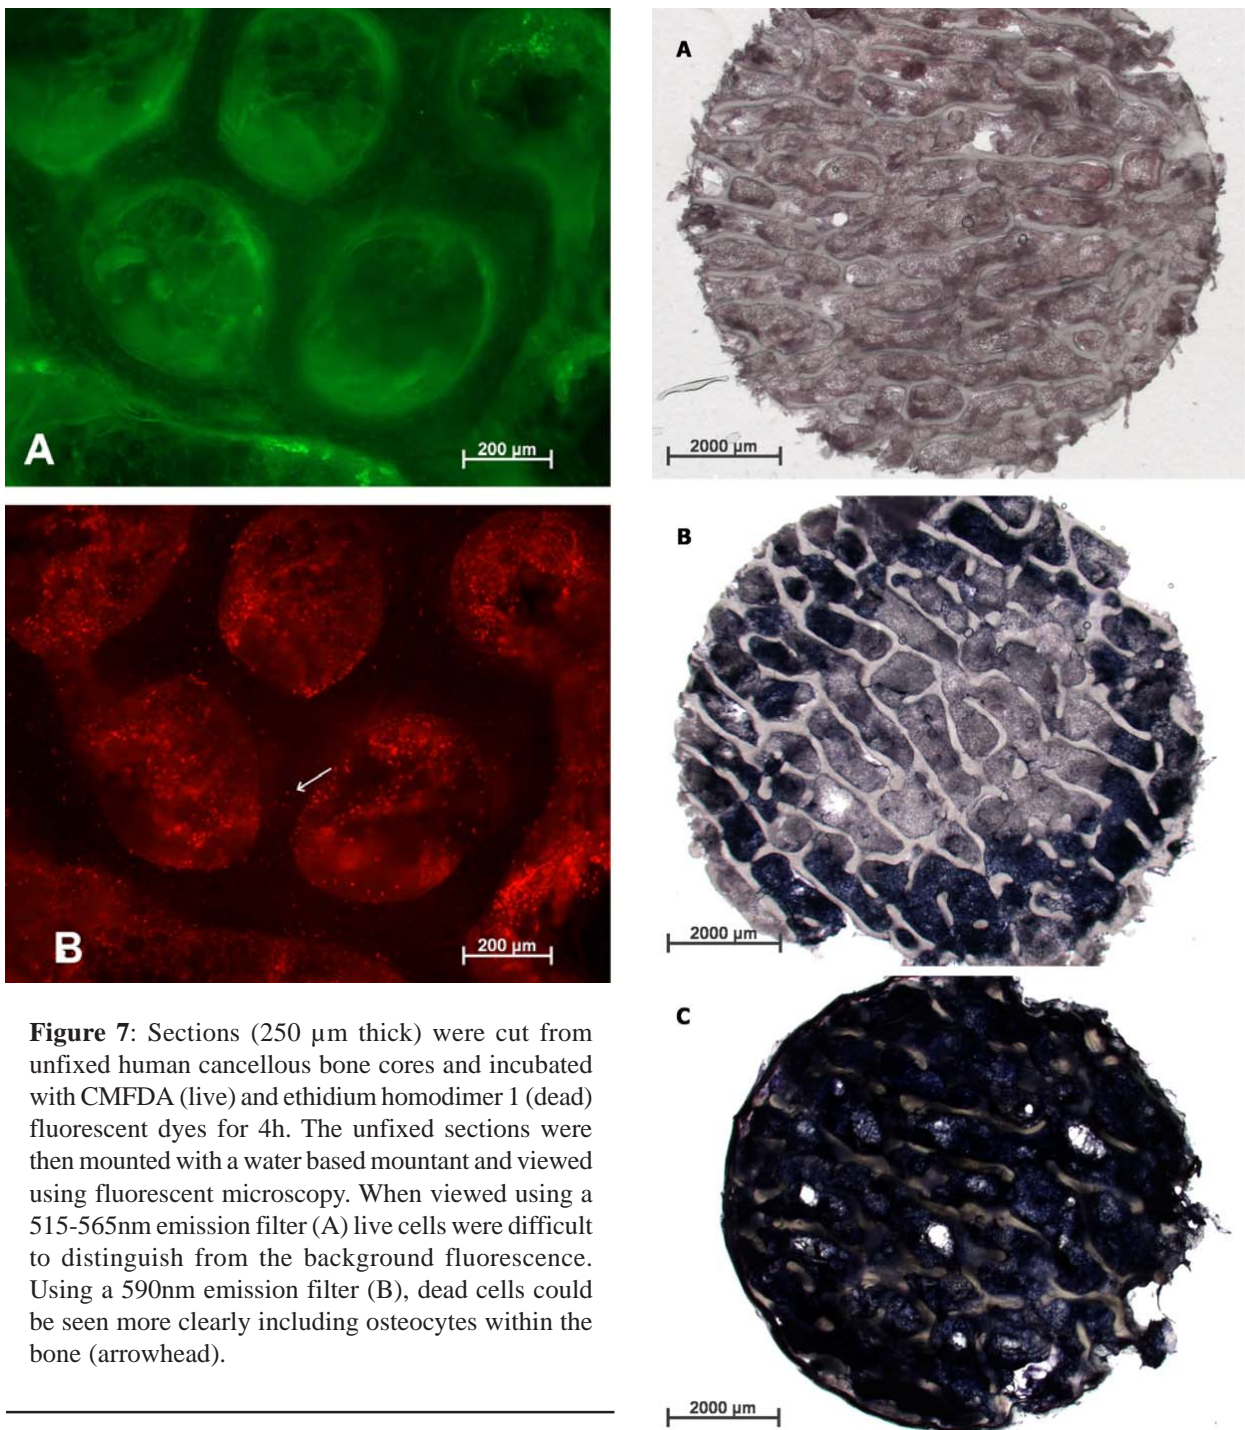 A
200 µm
B
200 µm
Figure 7: Sections (250 µm thick) were cut from
unfixed human cancellous bone cores and incubated
with CMFDA (live) and ethidium homodimer 1 (dead)
fluorescent dyes for 4h. The unfixed sections were
then mounted with a water based mountant and viewed
using fluorescent microscopy. When viewed using a
515-565nm emission filter (A) live cells were difficult
to distinguish from the background fluorescence.
Using a 590nm emission filter (B), dead cells could
be seen more clearly including osteocytes within the
bone (arrowhead).
A
2000 µm
B
2000 µm
C
2000 µm